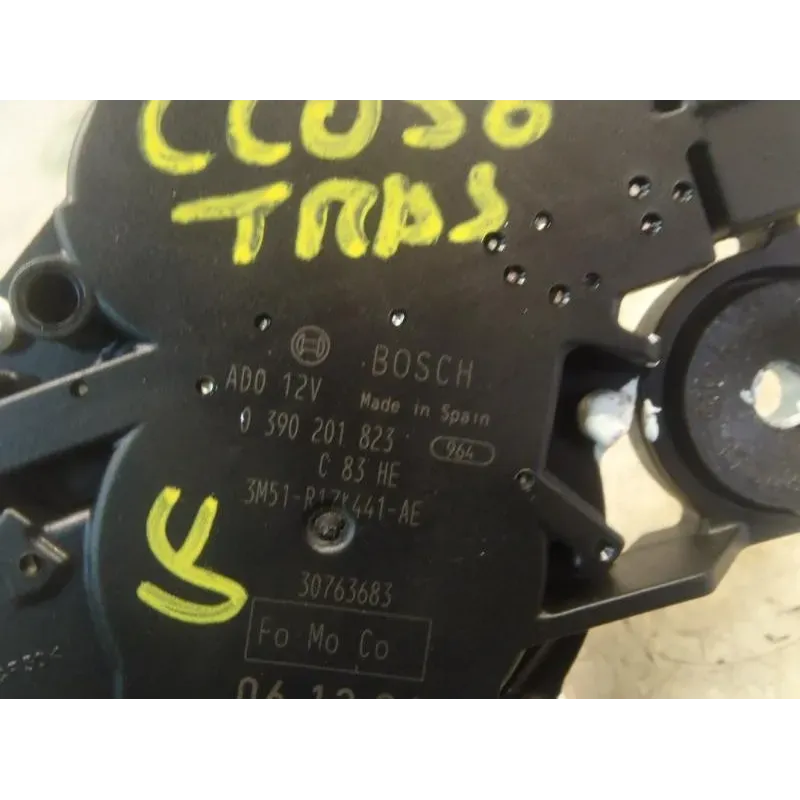 TRAS
BOSCH
AD0 12V
Made in Spain
0 390 201 823
964
C 83 HE
3M51-R17K441-AE
30763683
Fo Mo Co